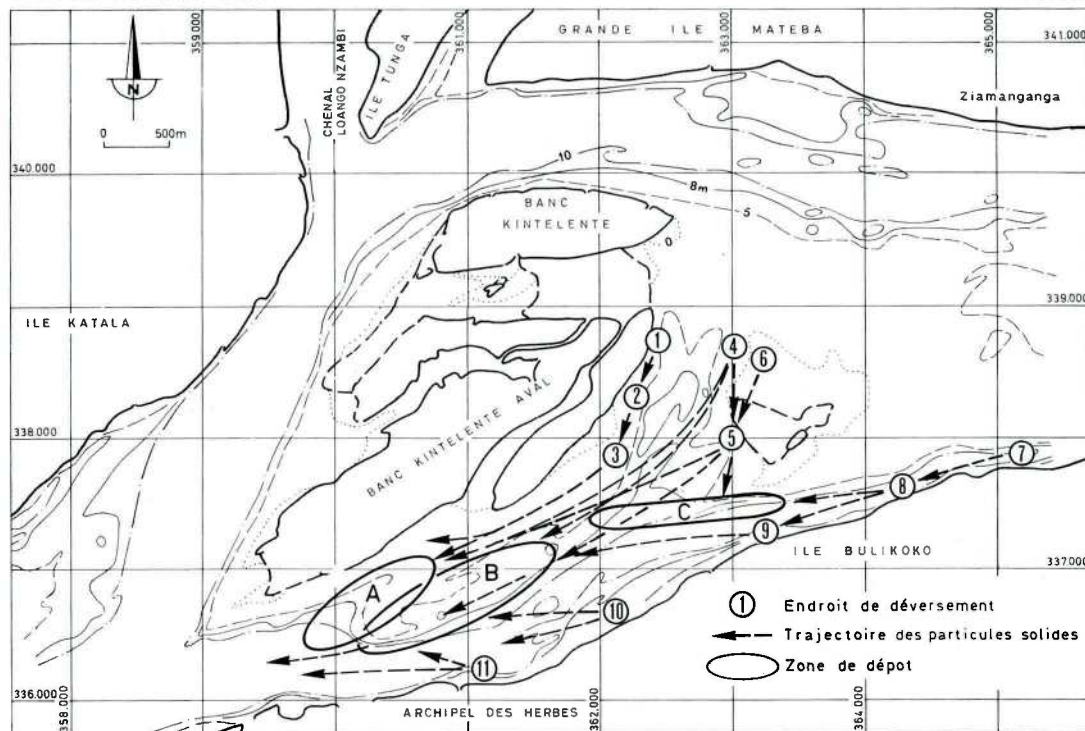 359.000
361.000
363.000
365.000
341.000
GRANDE ILE MATEBA
CHENAL
LOANGO NZAMBI
ILE TUNGA
N
0 500m
Ziamanganga
340.000
10
8m
5
BANC
KINTELENTE
0
339.000
ILE KATALA
1
4
6
2
0
338.000
BANC KINTELENTE AVAL
3
5
7
8
C
9
ILE BULIKOKO
337.000
A
B
10
11
1 Endroit de déversement
Trajectoire des particules solides
Zone de dépot
336.000
358.000
ARCHIPEL DES HERBES
362.000
364.000